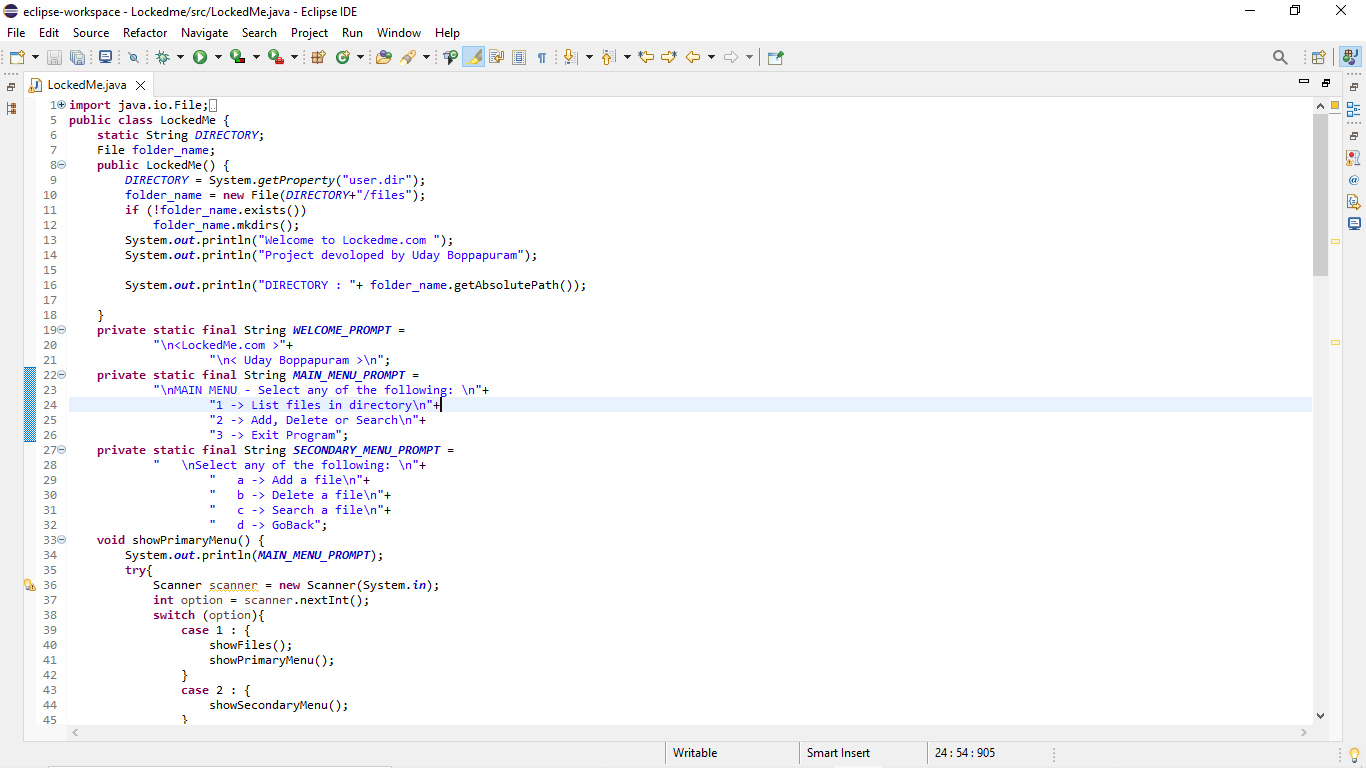 eclipse-workspace - Lockedme/src/LockedMe.java - Eclipse IDE
File Edit Source Refactor Navigate Search Project Run Window Help
LockedMe.java
1 import java.io.File;
5 public class LockedMe {
6 static String DIRECTORY;
7 File folder_name;
8 public LockedMe() {
9 DIRECTORY = System.getProperty("user.dir");
10 folder_name = new File(DIRECTORY+"/files");
11 if (!folder_name.exists())
12 folder_name.mkdirs();
13 System.out.println("Welcome to Lockedme.com ");
14 System.out.println("Project devoloped by Uday Boppapuram");
15
16 System.out.println("DIRECTORY : "+ folder_name.getAbsolutePath());
17
18 }
19 private static final String WELCOME_PROMPT =
20 "\n<LockedMe.com >"+
21 "\n< Uday Boppapuram >\n";
22 private static final String MAIN_MENU_PROMPT =
23 "\nMAIN MENU - Select any of the following: \n"+
24 "1 -> List files in directory\n"+
25 "2 -> Add, Delete or Search\n"+
26 "3 -> Exit Program";
27 private static final String SECONDARY_MENU_PROMPT =
28 "   \nSelect any of the following: \n"+
29 "   a -> Add a file\n"+
30 "   b -> Delete a file\n"+
31 "   c -> Search a file\n"+
32 "   d -> GoBack";
33 void showPrimaryMenu() {
34 System.out.println(MAIN_MENU_PROMPT);
35 try{
36 Scanner scanner = new Scanner(System.in);
37 int option = scanner.nextInt();
38 switch (option){
39 case 1 : {
40 showFiles();
41 showPrimaryMenu();
42 }
43 case 2 : {
44 showSecondaryMenu();
45 }
Writable Smart Insert 24 : 54 : 905